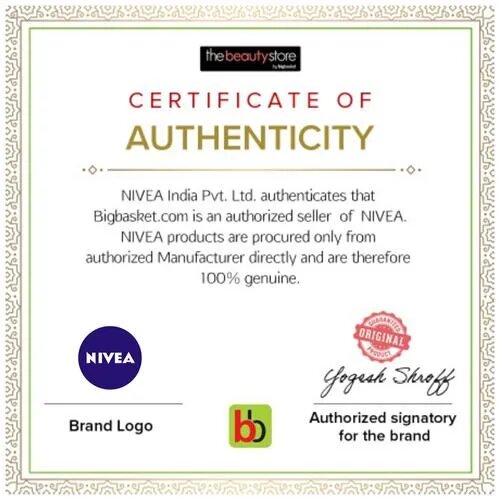 thebeautystore
by bigbasket
CERTIFICATE OF
AUTHENTICITY
NIVEA India Pvt. Ltd. authenticates that
Bigbasket.com is an authorized seller of NIVEA.
NIVEA products are procured only from
authorized Manufacturer directly and are therefore
100% genuine.
GUARANTEED
ORIGINAL
PRODUCT
NIVEA
Yogesh Shroff
Brand Logo
bb
Authorized signatory
for the brand